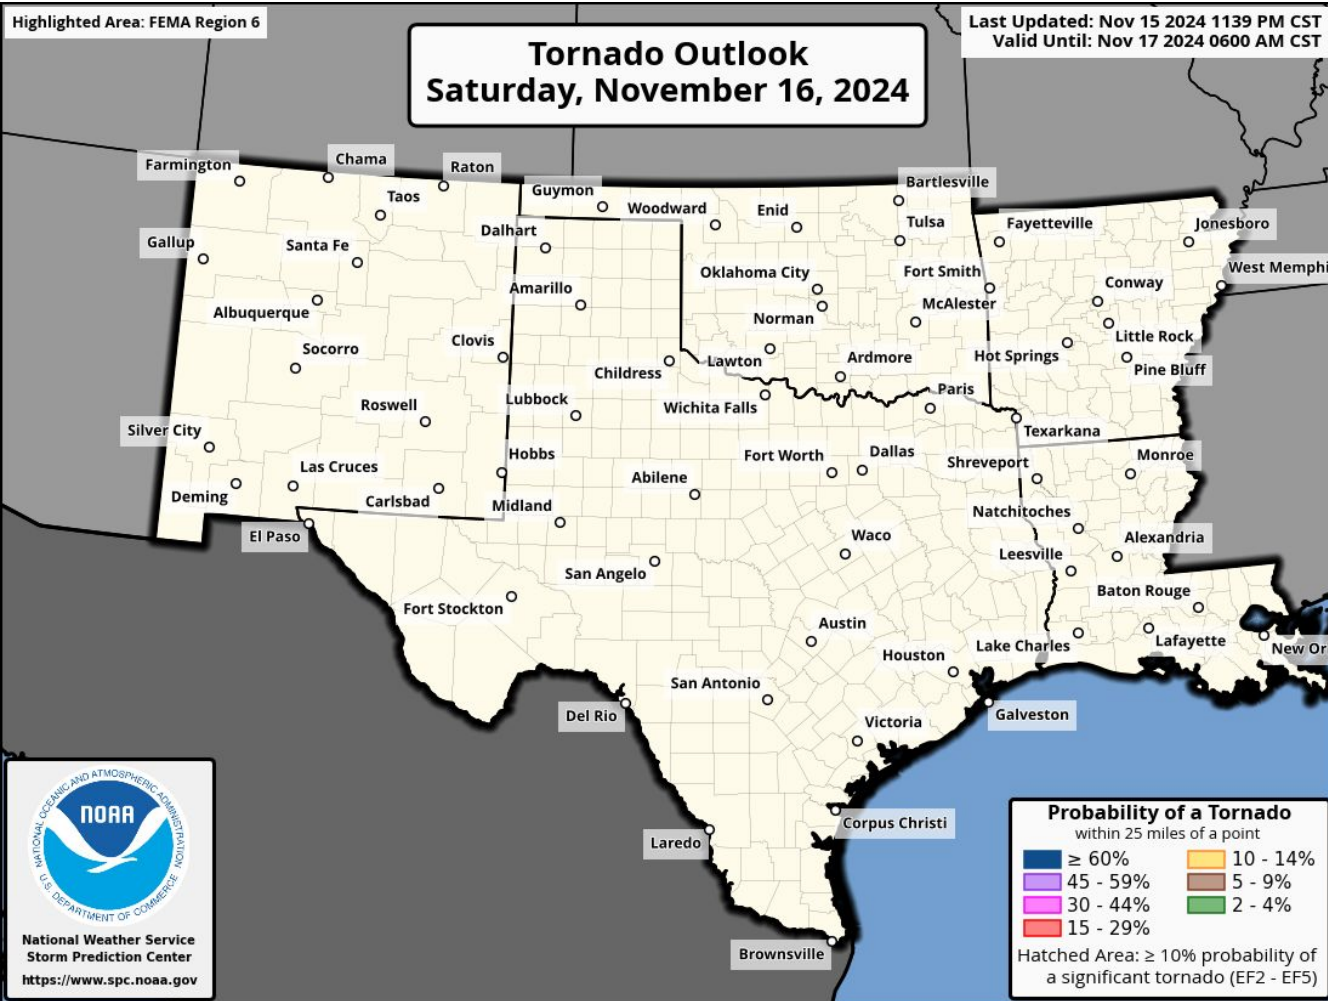 Highlighted Area: FEMA Region 6
Last Updated: Nov 15 2024 1139 PM CST
Valid Until: Nov 17 2024 0600 AM CST
Tornado Outlook
Saturday, November 16, 2024
Farmington
Chama
Raton
Taos
Guymon
Woodward
Enid
Bartlesville
Tulsa
Fayetteville
Jonesboro
Gallup
Santa Fe
Dalhart
Oklahoma City
Fort Smith
West Memphi
Albuquerque
Amarillo
Norman
McAlester
Conway
Socorro
Clovis
Childress
Lawton
Ardmore
Hot Springs
Little Rock
Pine Bluff
Roswell
Lubbock
Wichita Falls
Paris
Texarkana
Silver City
Las Cruces
Hobbs
Abilene
Fort Worth
Dallas
Shreveport
Monroe
Deming
Carlsbad
Midland
Natchitoches
El Paso
San Angelo
Waco
Leesville
Alexandria
Fort Stockton
Baton Rouge
Austin
Houston
Lake Charles
Lafayette
New Or
San Antonio
Del Rio
Victoria
Galveston
Laredo
Corpus Christi
Brownsville
NATIONAL OCEANIC AND ATMOSPHERIC ADMINISTRATION
NOAA
U.S. DEPARTMENT OF COMMERCE
National Weather Service
Storm Prediction Center
https://www.spc.noaa.gov
Probability of a Tornado
within 25 miles of a point
≥ 60%
45 - 59%
30 - 44%
15 - 29%
10 - 14%
5 - 9%
2 - 4%
Hatched Area: ≥ 10% probability of
a significant tornado (EF2 - EF5)